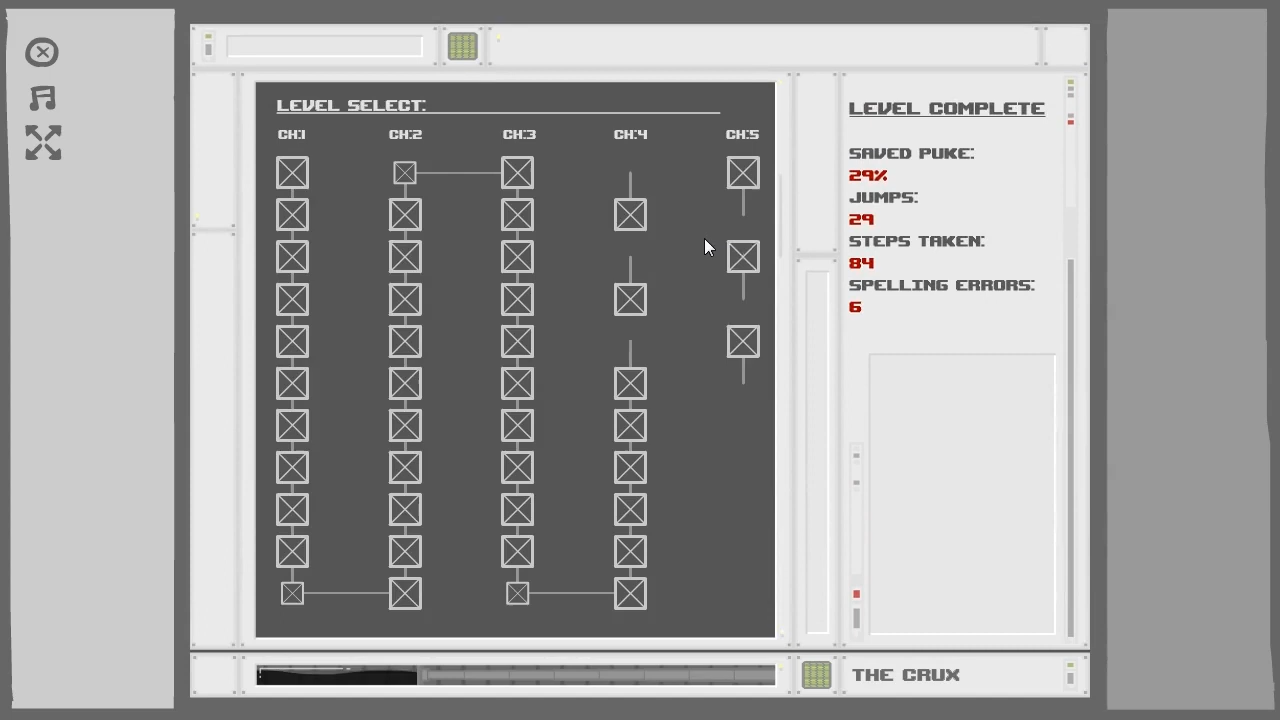 LEVEL SELECT:
CH:1 CH:2 CH:3 CH:4 CH:5
LEVEL COMPLETE
SAVED PUKE:
29%
JUMPS:
29
STEPS TAKEN:
84
SPELLING ERRORS:
6
THE CRUX